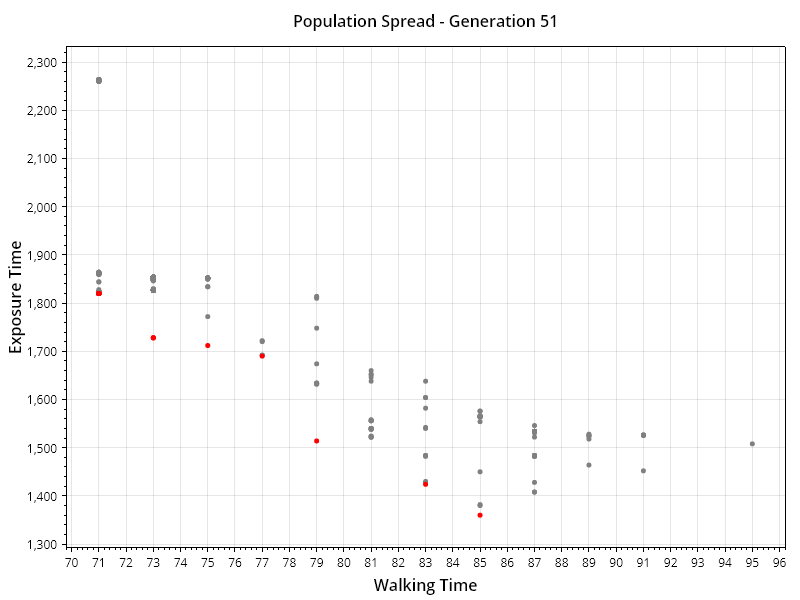 Population Spread - Generation 51
2,300
2,200
2,100
2,000
1,900
1,800
1,700
1,600
1,500
1,400
1,300
Exposure Time
70 71 72 73 74 75 76 77 78 79 80 81 82 83 84 85 86 87 88 89 90 91 92 93 94 95 96
Walking Time